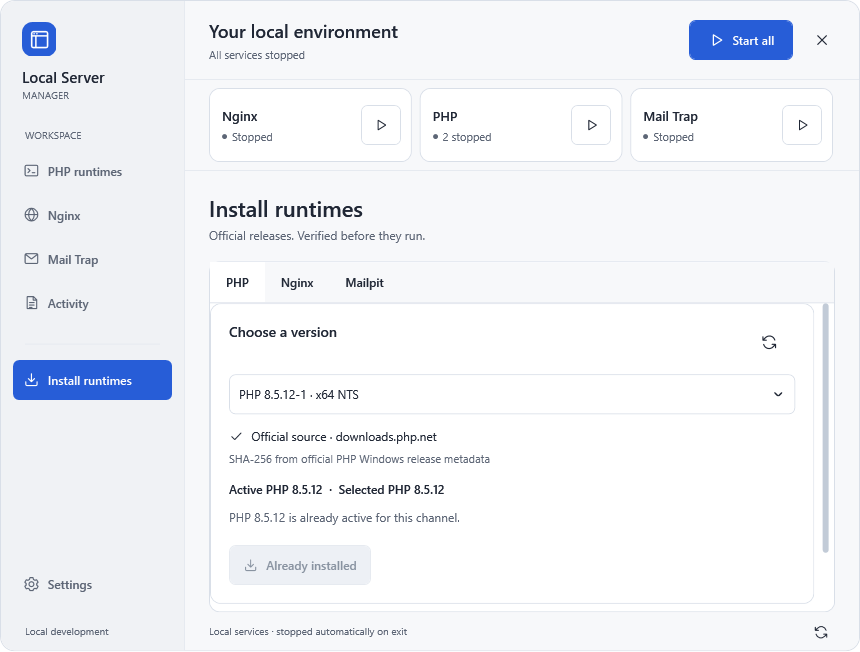 Local Server
MANAGER
WORKSPACE
PHP runtimes
Nginx
Mail Trap
Activity
Install runtimes
Settings
Local development
Your local environment
All services stopped
Start all
Nginx
• Stopped
PHP
• 2 stopped
Mail Trap
• Stopped
Install runtimes
Official releases. Verified before they run.
PHP Nginx Mailpit
Choose a version
PHP 8.5.12-1 · x64 NTS
Official source · downloads.php.net
SHA-256 from official PHP Windows release metadata
Active PHP 8.5.12 · Selected PHP 8.5.12
PHP 8.5.12 is already active for this channel.
Already installed
Local services · stopped automatically on exit